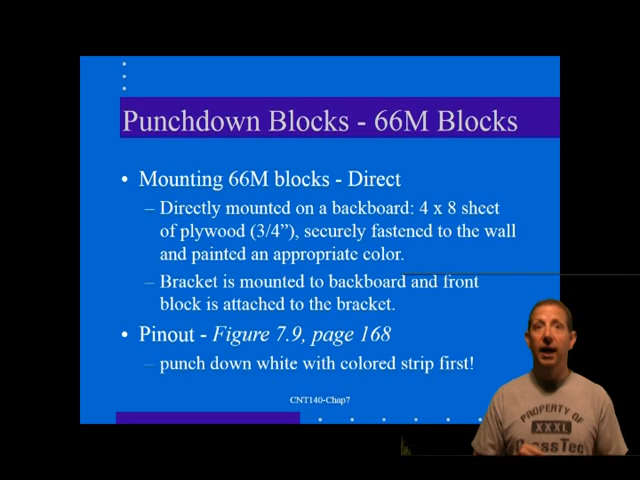 Punchdown Blocks - 66M Blocks
• Mounting 66M blocks - Direct
– Directly mounted on a backboard: 4 x 8 sheet
of plywood (3/4”), securely fastened to the wall
and painted an appropriate color.
– Bracket is mounted to backboard and front
block is attached to the bracket.
• Pinout - Figure 7.9, page 168
– punch down white with colored strip first!
CNT140-Chap7
PROPERTY OF
XXXL